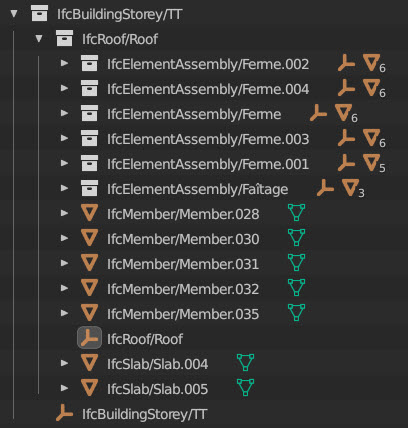 IfcBuildingStorey/TT
IfcRoof/Roof
IfcElementAssembly/Ferme.002 6
IfcElementAssembly/Ferme.004 6
IfcElementAssembly/Ferme 6
IfcElementAssembly/Ferme.003 6
IfcElementAssembly/Ferme.001 5
IfcElementAssembly/Faîtage 3
IfcMember/Member.028
IfcMember/Member.030
IfcMember/Member.031
IfcMember/Member.032
IfcMember/Member.035
IfcRoof/Roof
IfcSlab/Slab.004
IfcSlab/Slab.005
IfcBuildingStorey/TT